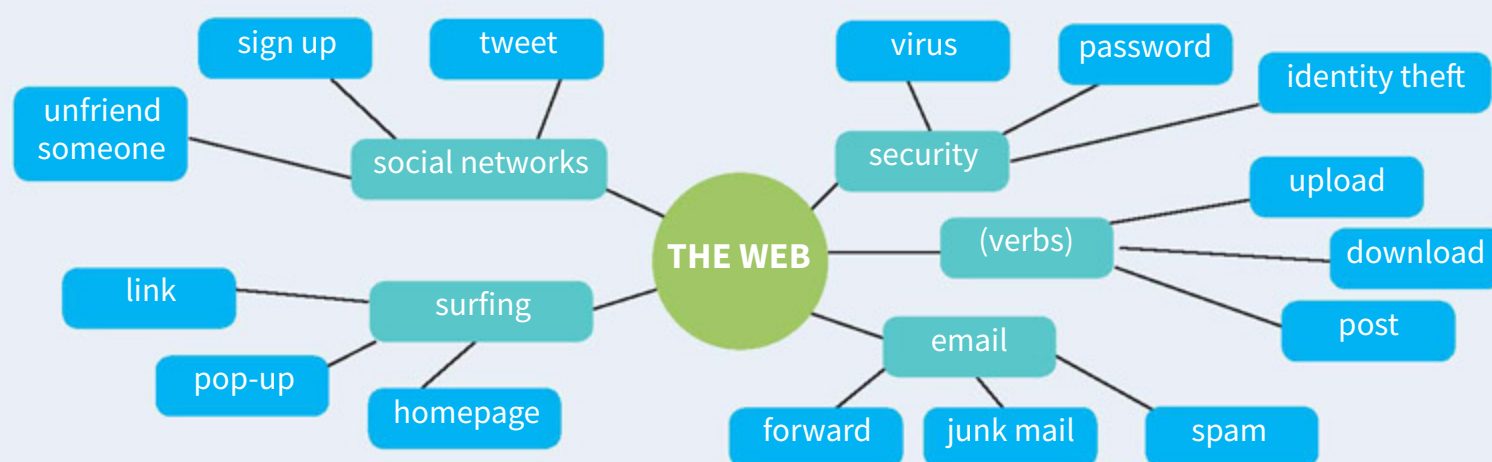 sign up
tweet
unfriend
someone
social networks
virus
password
identity theft
security
upload
(verbs)
download
post
THE WEB
link
surfing
pop-up
homepage
email
forward
junk mail
spam